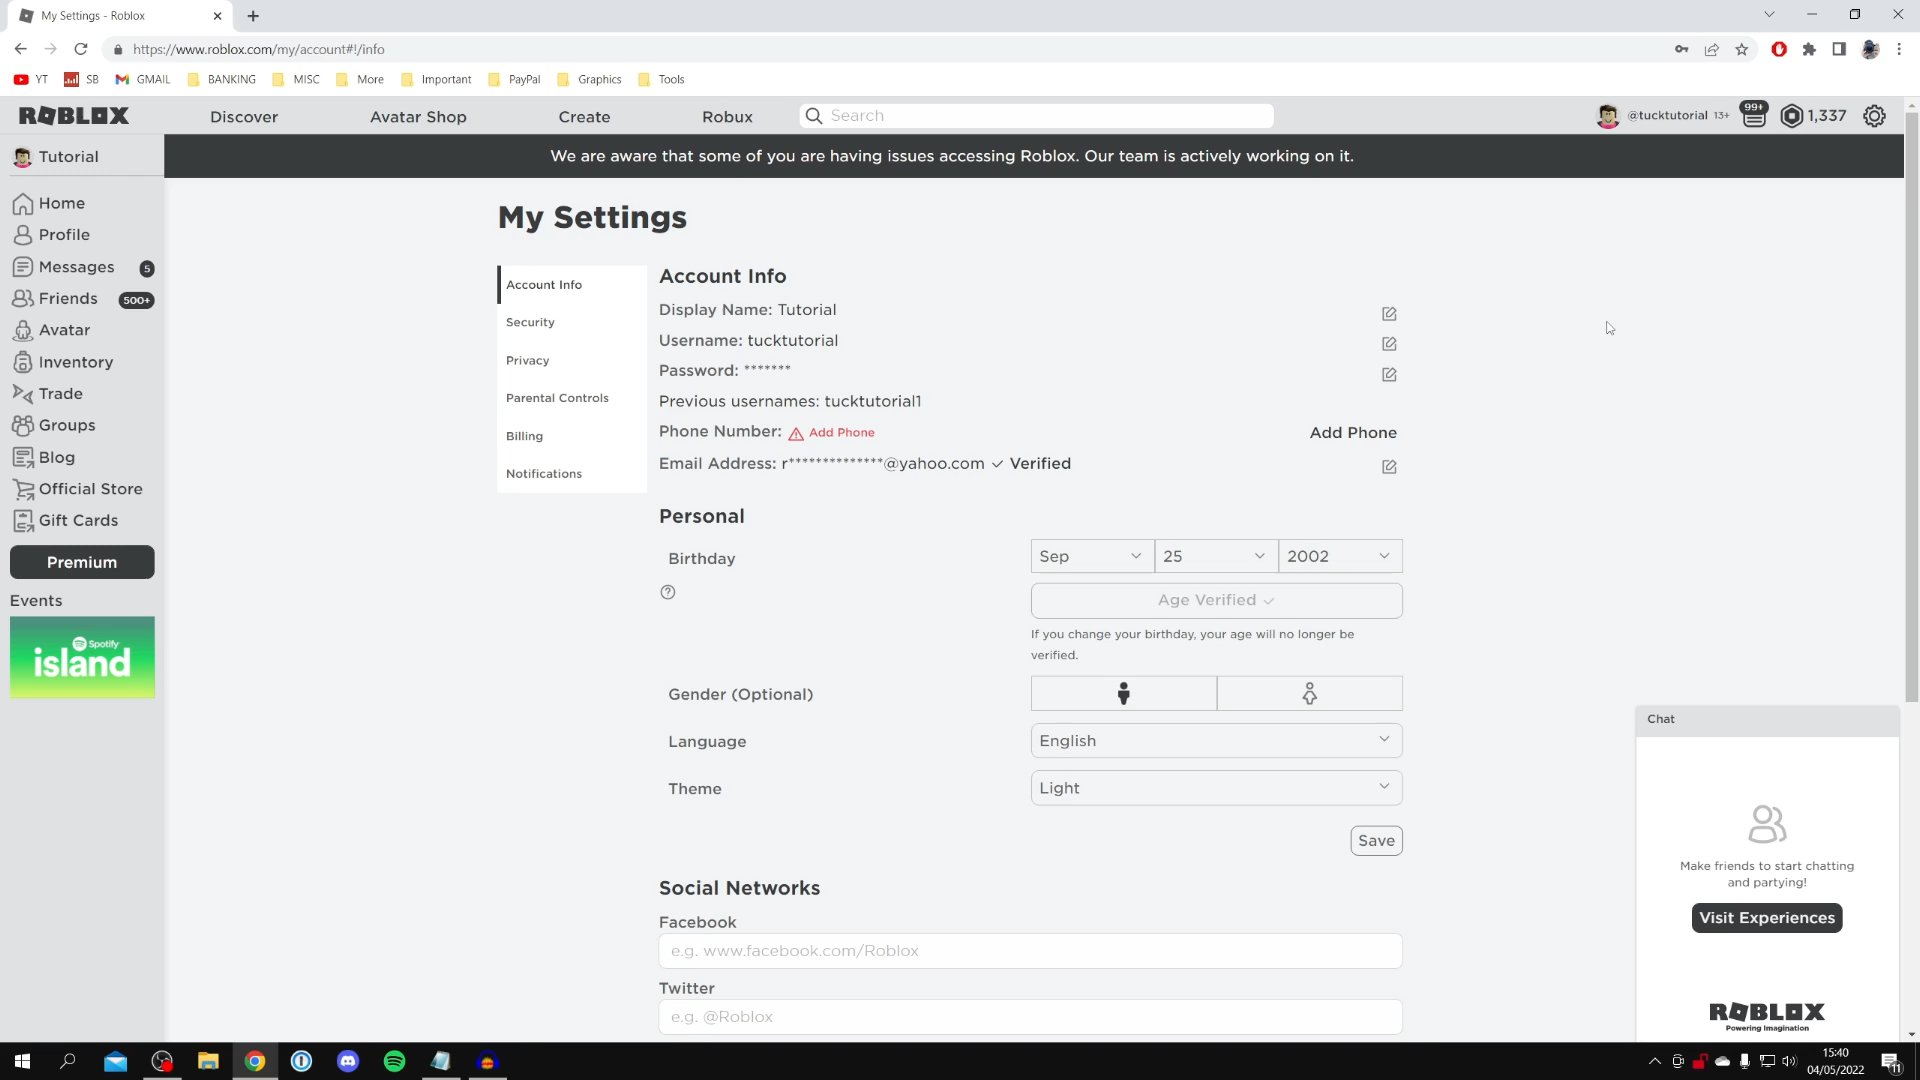 My Settings - Roblox
https://www.roblox.com/my/account#!/info
YT SB GMAIL BANKING MISC More Important PayPal Graphics Tools
ROBLOX Discover Avatar Shop Create Robux Search @tucktutorial 13+ 99+ 1,337
Tutorial
We are aware that some of you are having issues accessing Roblox. Our team is actively working on it.
Home
Profile
Messages 5
Friends 500+
Avatar
Inventory
Trade
Groups
Blog
Official Store
Gift Cards
Premium
Events
Spotify
island
My Settings
Account Info
Security
Privacy
Parental Controls
Billing
Notifications
Account Info
Display Name: Tutorial
Username: tucktutorial
Password: *******
Previous usernames: tucktutorial1
Phone Number: Add Phone Add Phone
Email Address: r**************@yahoo.com ✓ Verified
Personal
Birthday Sep 25 2002
Age Verified ✓
If you change your birthday, your age will no longer be
verified.
Gender (Optional)
Language English
Theme Light
Save
Social Networks
Facebook
e.g. www.facebook.com/Roblox
Twitter
e.g. @Roblox
Chat
Make friends to start chatting
and partying!
Visit Experiences
ROBLOX
Powering Imagination
15:40
04/05/2022
11